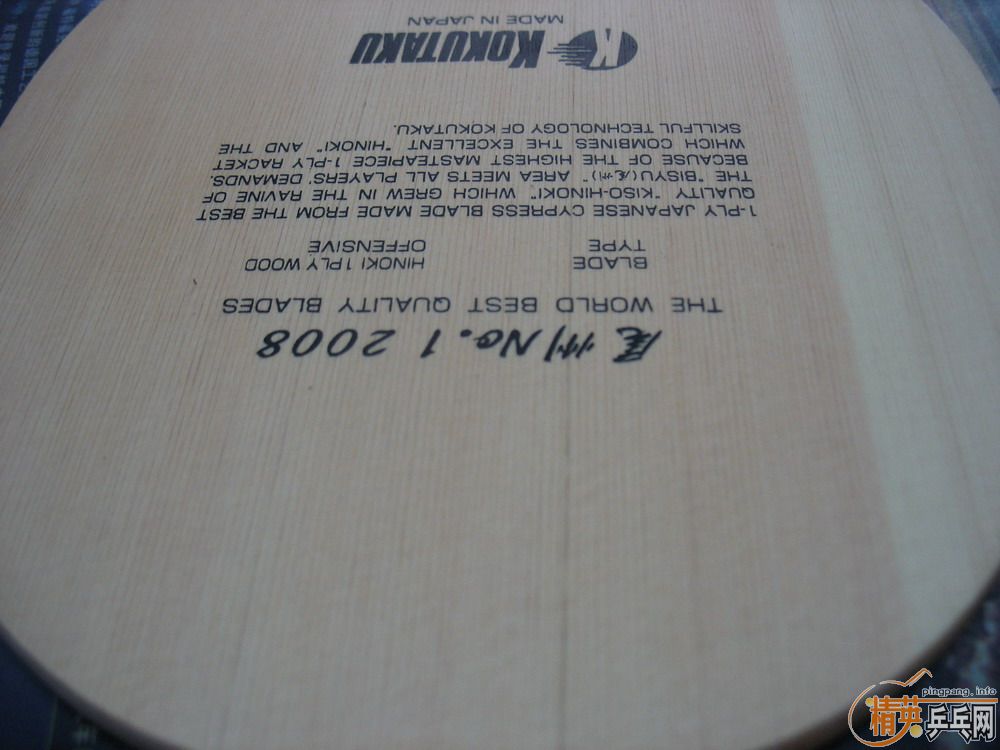 尾州No.1 2008
THE WORLD BEST QUALITY BLADES
BLADE HINOKI 1PLY WOOD
TYPE OFFENSIVE
1-PLY JAPANESE CYPRESS BLADE MADE FROM THE BEST
QUALITY "KISO-HINOKI" WHICH GREW IN THE RAVINE OF
THE "BISYU(尾州)" AREA MEETS ALL PLAYERS' DEMANDS.
BECAUSE OF THE HIGHEST MASTEAPIECE 1-PLY RACKET
WHICH COMBINES THE EXCELLENT "HINOKI" AND THE
SKILLFUL TECHNOLOGY OF KOKUTAKU.
N KOKUTAKU
MADE IN JAPAN
pingpang.info
精英乒乓网